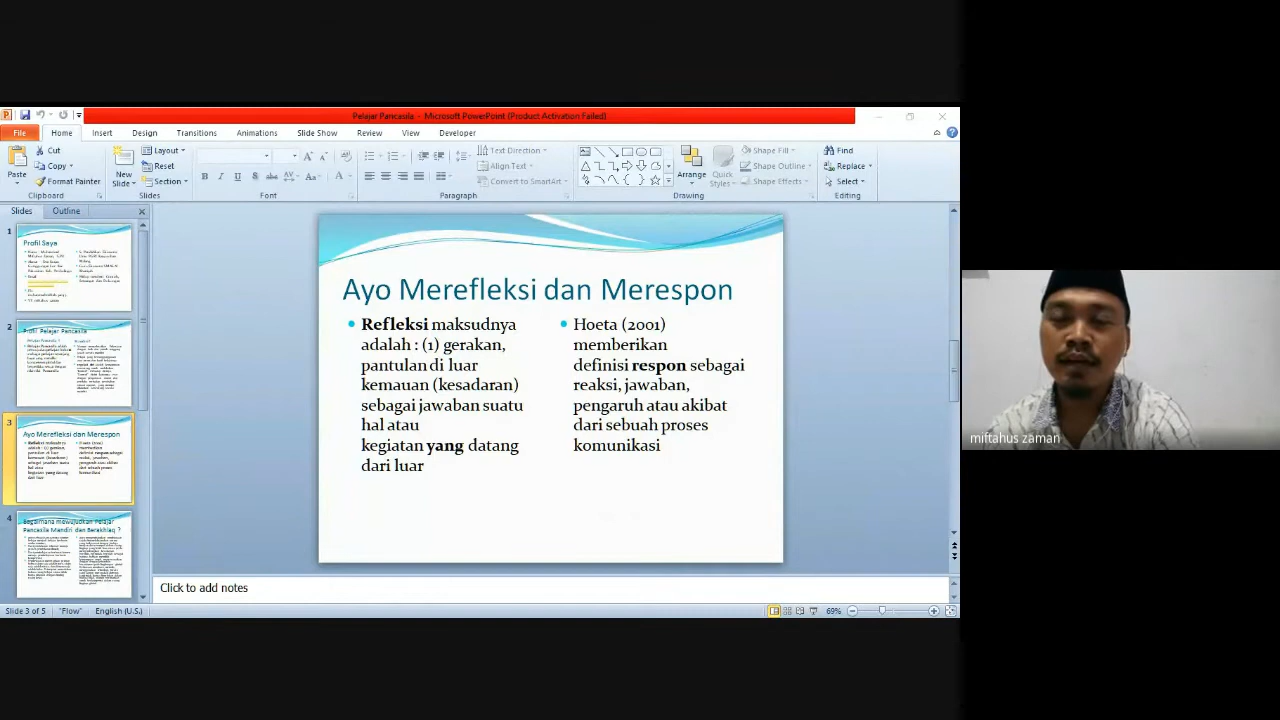 Pelajar Pancasila - Microsoft PowerPoint (Product Activation Failed)
File Home Insert Design Transitions Animations Slide Show Review View Developer
Cut
Copy
Format Painter
Paste
Clipboard
New
Slide
Layout
Reset
Section
Slides
Font
Text Direction
Align Text
Convert to SmartArt
Paragraph
Arrange
Quick
Styles
Shape Fill
Shape Outline
Shape Effects
Drawing
Find
Replace
Select
Editing
Slides Outline
1
Profil Saya
2
Profil Pelajar Pancasila
3
Ayo Merefleksi dan Merespon
4
Bagaimana mewujudkan Pelajar
Pancasila Mandiri dan Berakhlaq ?
Ayo Merefleksi dan Merespon
Refleksi maksudnya
adalah : (1) gerakan,
pantulan di luar
kemauan (kesadaran)
sebagai jawaban suatu
hal atau
kegiatan yang datang
dari luar
Hoeta (2001)
memberikan
definisi respon sebagai
reaksi, jawaban,
pengaruh atau akibat
dari sebuah proses
komunikasi
Click to add notes
Slide 3 of 5 "Flow" English (U.S.) 69%
miftahus zaman